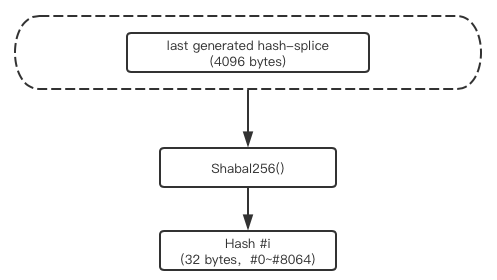 last generated hash-splice
(4096 bytes)
Shabal256()
Hash #i
(32 bytes，#0~#8064)